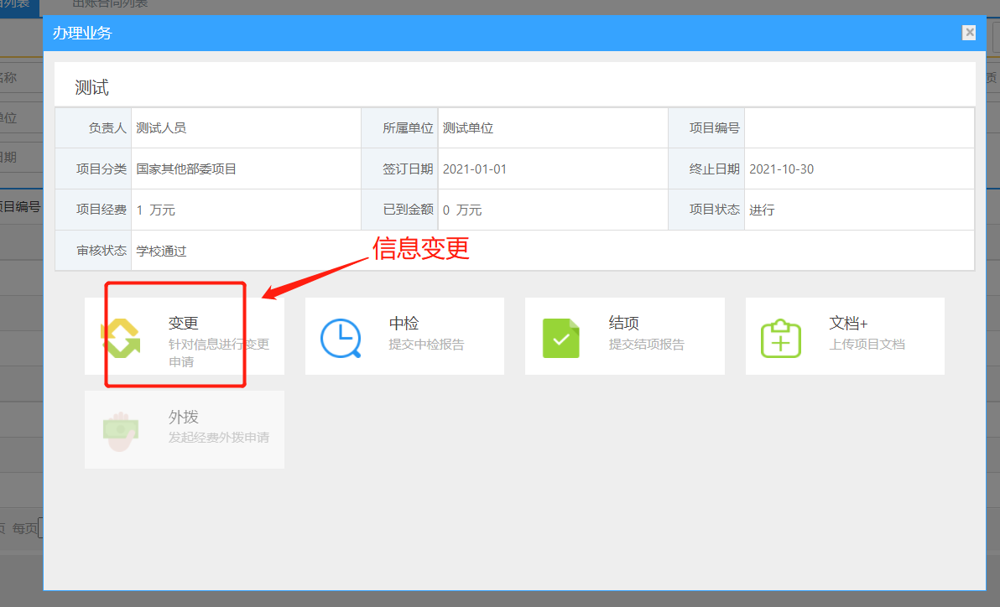 出账合同列表
办理业务
测试
负责人 测试人员 所属单位 测试单位 项目编号
项目分类 国家其他部委项目 签订日期 2021-01-01 终止日期 2021-10-30
项目经费 1 万元 已到金额 0 万元 项目状态 进行
审核状态 学校通过
信息变更
变更
针对信息进行变更
申请
中检
提交中检报告
结项
提交结项报告
文档+
上传项目文档
外拨
发起经费外拨申请
列表
名称
单位
日期
项目编号
页 每页
质